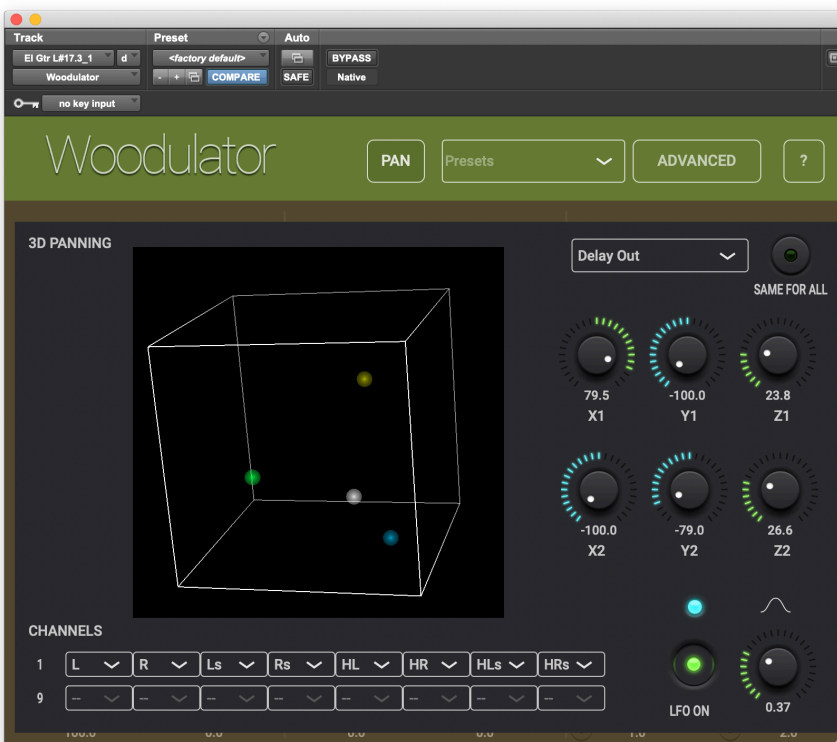 Track Preset Auto
El Gtr L#17.3_1 d <factory default> BYPASS
Woodulator - + COMPARE SAFE Native
no key input
Woodulator PAN Presets ADVANCED ?
3D PANNING
Delay Out
SAME FOR ALL
79.5 -100.0 23.8
X1 Y1 Z1
-100.0 -79.0 26.6
X2 Y2 Z2
CHANNELS
1 L R Ls Rs HL HR HLs HRs
9 -- -- -- -- -- -- -- --
LFO ON 0.37